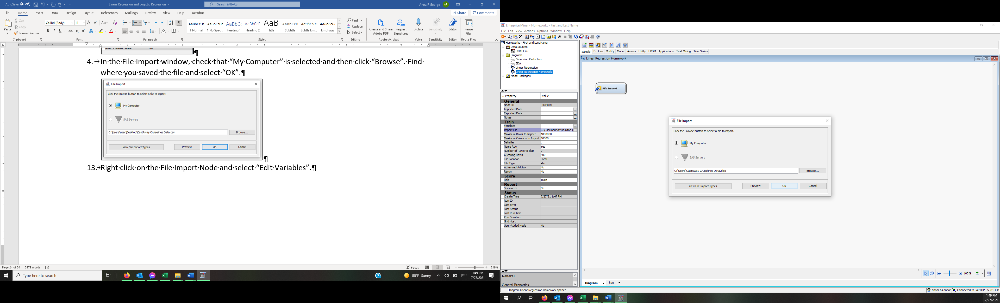 AutoSave Off
Linear Regression and Logistic Regression
Search (Alt+Q)
Anna R George AR
File Home Insert Draw Design Layout References Mailings Review View Help Acrobat
Share Comments
Paste
Cut
Copy
Format Painter
Calibri (Body) 11
AaBbCcDc AaBbCcDc AaBbCc AaBbCcE AaB AaBbCcD AaBbCcDt AaBbCcDt
¶ Normal ¶ No Spac... Heading 1 Heading 2 Title Subtitle Subtle Em... Emphasis
Find
Replace
Select
Create and Share Adobe PDF
Request Signatures
Dictate
Sensitivity
Editor
Reuse Files
Clipboard Font Paragraph Styles Editing Adobe Acrobat Voice Sensitivity Editor Reuse Files
4. In the File Import window, check that “My Computer” is selected and then click “Browse”. Find
where you saved the file and select “OK”.¶
File Import
Click the Browse button to select a file to import.
My Computer
SAS Servers
C:\Users\user\Desktop\CastAway Cruiselines Data.csv Browse...
View File Import Types Preview OK Cancel
¶
13. Right click on the File Import Node and select “Edit Variables”.¶
Page 24 of 34 3979 words
Focus
219%
Type here to search
85°F Sunny
1:49 PM
7/27/2021
Enterprise Miner - Homeworks - First and Last Name
File Edit View Actions Options Window Help
Homeworks - First and Last Name
Data Sources
DMAGECR
Diagrams
Dimension Reduction
EDA
Linear Regression
Linear Regression Homework
Model Packages
.. Property Value
General
Node ID FIMPORT
Imported Data ...
Exported Data ...
Notes ...
Train
Variables ...
Import File C:\Users\annar\Desktop\ ...
Maximum Rows to Import 1000000
Maximum Columns to Import 10000
Delimiter ,
Name Row Yes
Number of Rows to Skip 0
Guessing Rows 500
File Location Local
File Type xlsx
Advanced Advisor No
Rerun No
Score
Role Train
Report
Summarize No
Status
Create Time 7/27/21 1:47 PM
Run ID
Last Error
Last Status
Last Run Time
Run Duration
Grid Host
User-Added Node No
General
General Properties
Sample Explore Modify Model Assess Utility HPDM Applications Text Mining Time Series
Linear Regression Homework
File Import
File Import
Click the Browse button to select a file to import.
My Computer
SAS Servers
C:\Users\CastAway Cruiselines Data.xlsx Browse...
View File Import Types Preview OK Cancel
100%
Diagram Log
Diagram Linear Regression Homework opened
annar as annar Connected to LAPTOP-L5H81OO1
1:49 PM
7/27/2021